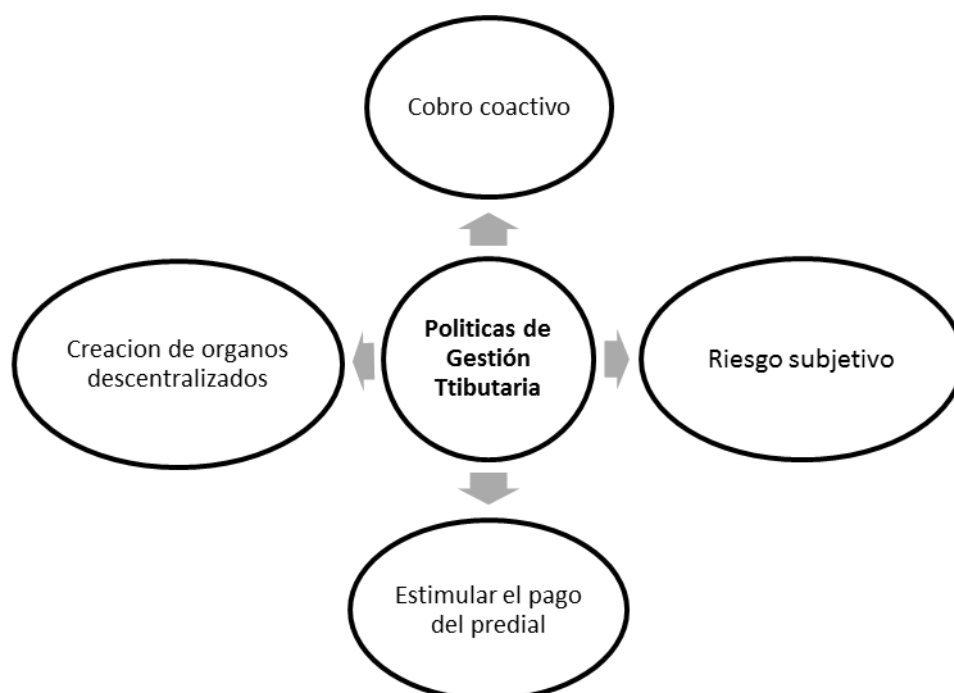 Cobro coactivo
Creacion de organos
descentralizados
Politicas de
Gestión
Ttibutaria
Riesgo subjetivo
Estimular el pago
del predial